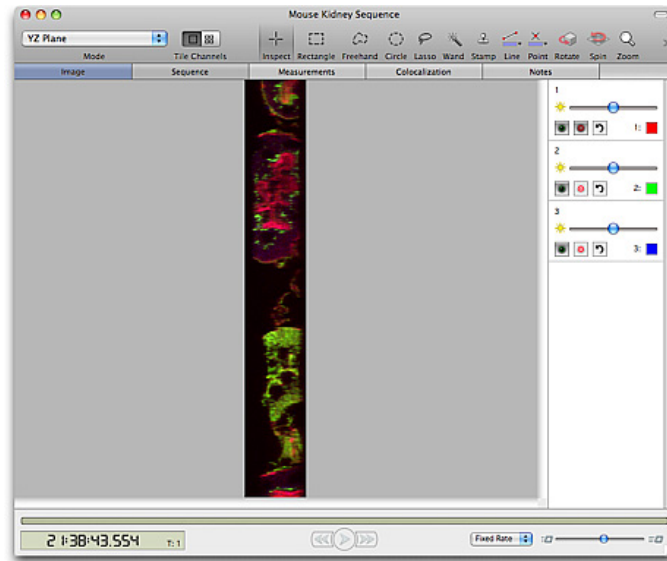 Mouse Kidney Sequence
YZ Plane
Mode
Tile Channels
Inspect Rectangle Freehand Circle Lasso Wand Stamp Line Point Rotate Spin Zoom
Image Sequence Measurements Colocalization Notes
1
1:
2
2:
3
3:
21:38:43.554 T: 1
Fixed Rate